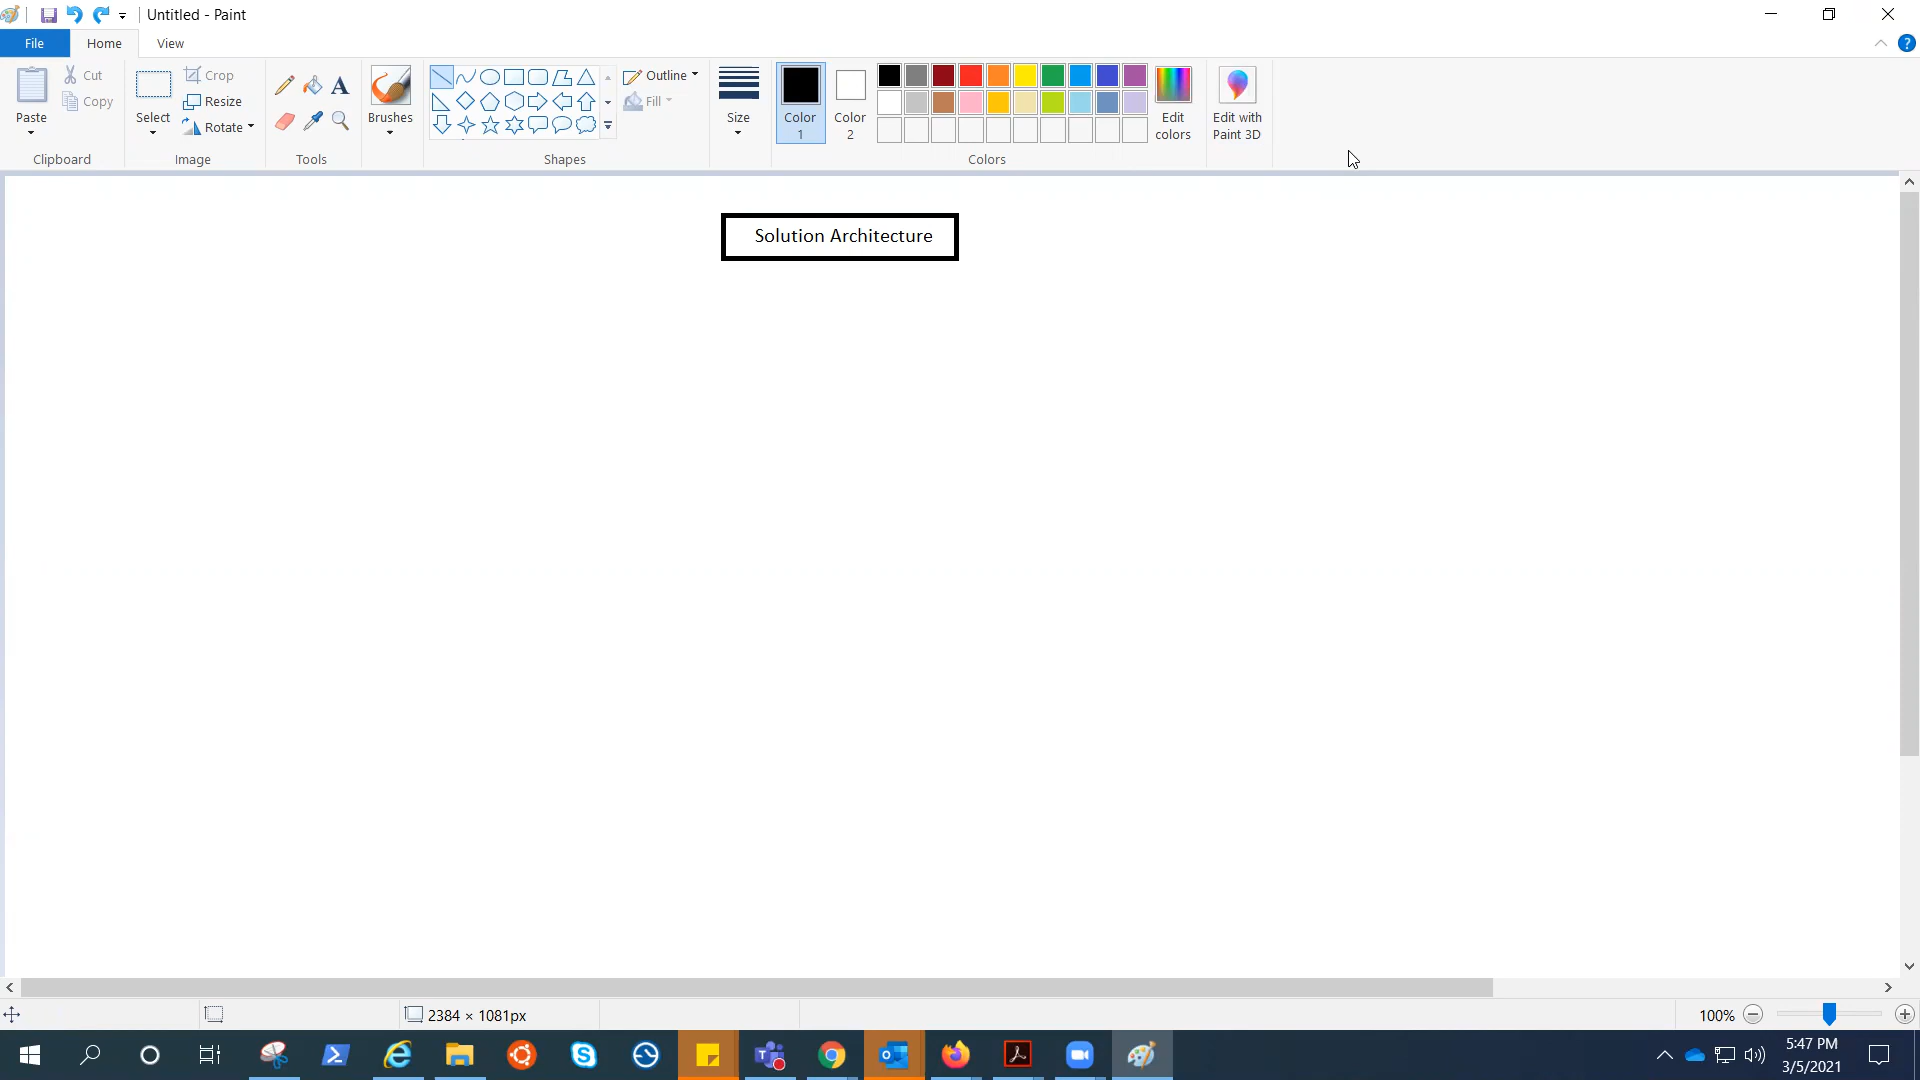 Untitled - Paint
File
Home
View
Paste
Cut
Copy
Clipboard
Select
Crop
Resize
Rotate
Image
A
Tools
Brushes
Shapes
Outline
Fill
Size
Color
1
Color
2
Colors
Edit
colors
Edit with
Paint 3D
?
Solution Architecture
2384 × 1081px
100%
5:47 PM
3/5/2021